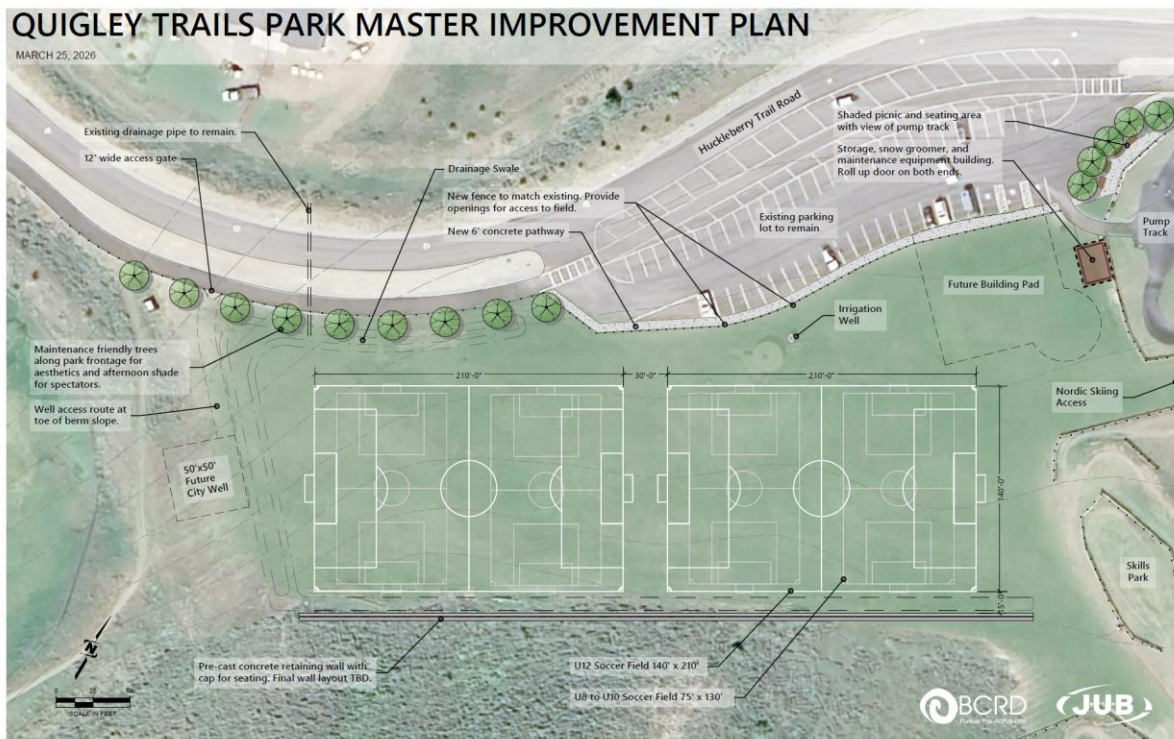 QUIGLEY TRAILS PARK MASTER IMPROVEMENT PLAN
MARCH 25, 2026
Huckleberry Trail Road
Shaded picnic and seating area
with view of pump track
Storage, snow groomer, and
maintenance equipment building.
Roll up door on both ends.
Existing drainage pipe to remain.
12' wide access gate
Drainage Swale
New fence to match existing. Provide
openings for access to field.
New 6' concrete pathway
Existing parking
lot to remain
Pump
Track
Future Building Pad
Irrigation
Well
Maintenance friendly trees
along park frontage for
aesthetics and afternoon shade
for spectators.
Well access route at
toe of berm slope.
210'-0"
30'-0"
210'-0"
Nordic Skiing
Access
50'x50'
Future
City Well
140'-0"
Skills
Park
15'-0"
N
Pre-cast concrete retaining wall with
cap for seating. Final wall layout TBD.
U12 Soccer Field 140' x 210'
U8 to U10 Soccer Field 75' x 130'
SCALE IN FEET
BCRD
Pursue The Active Life
J-U-B